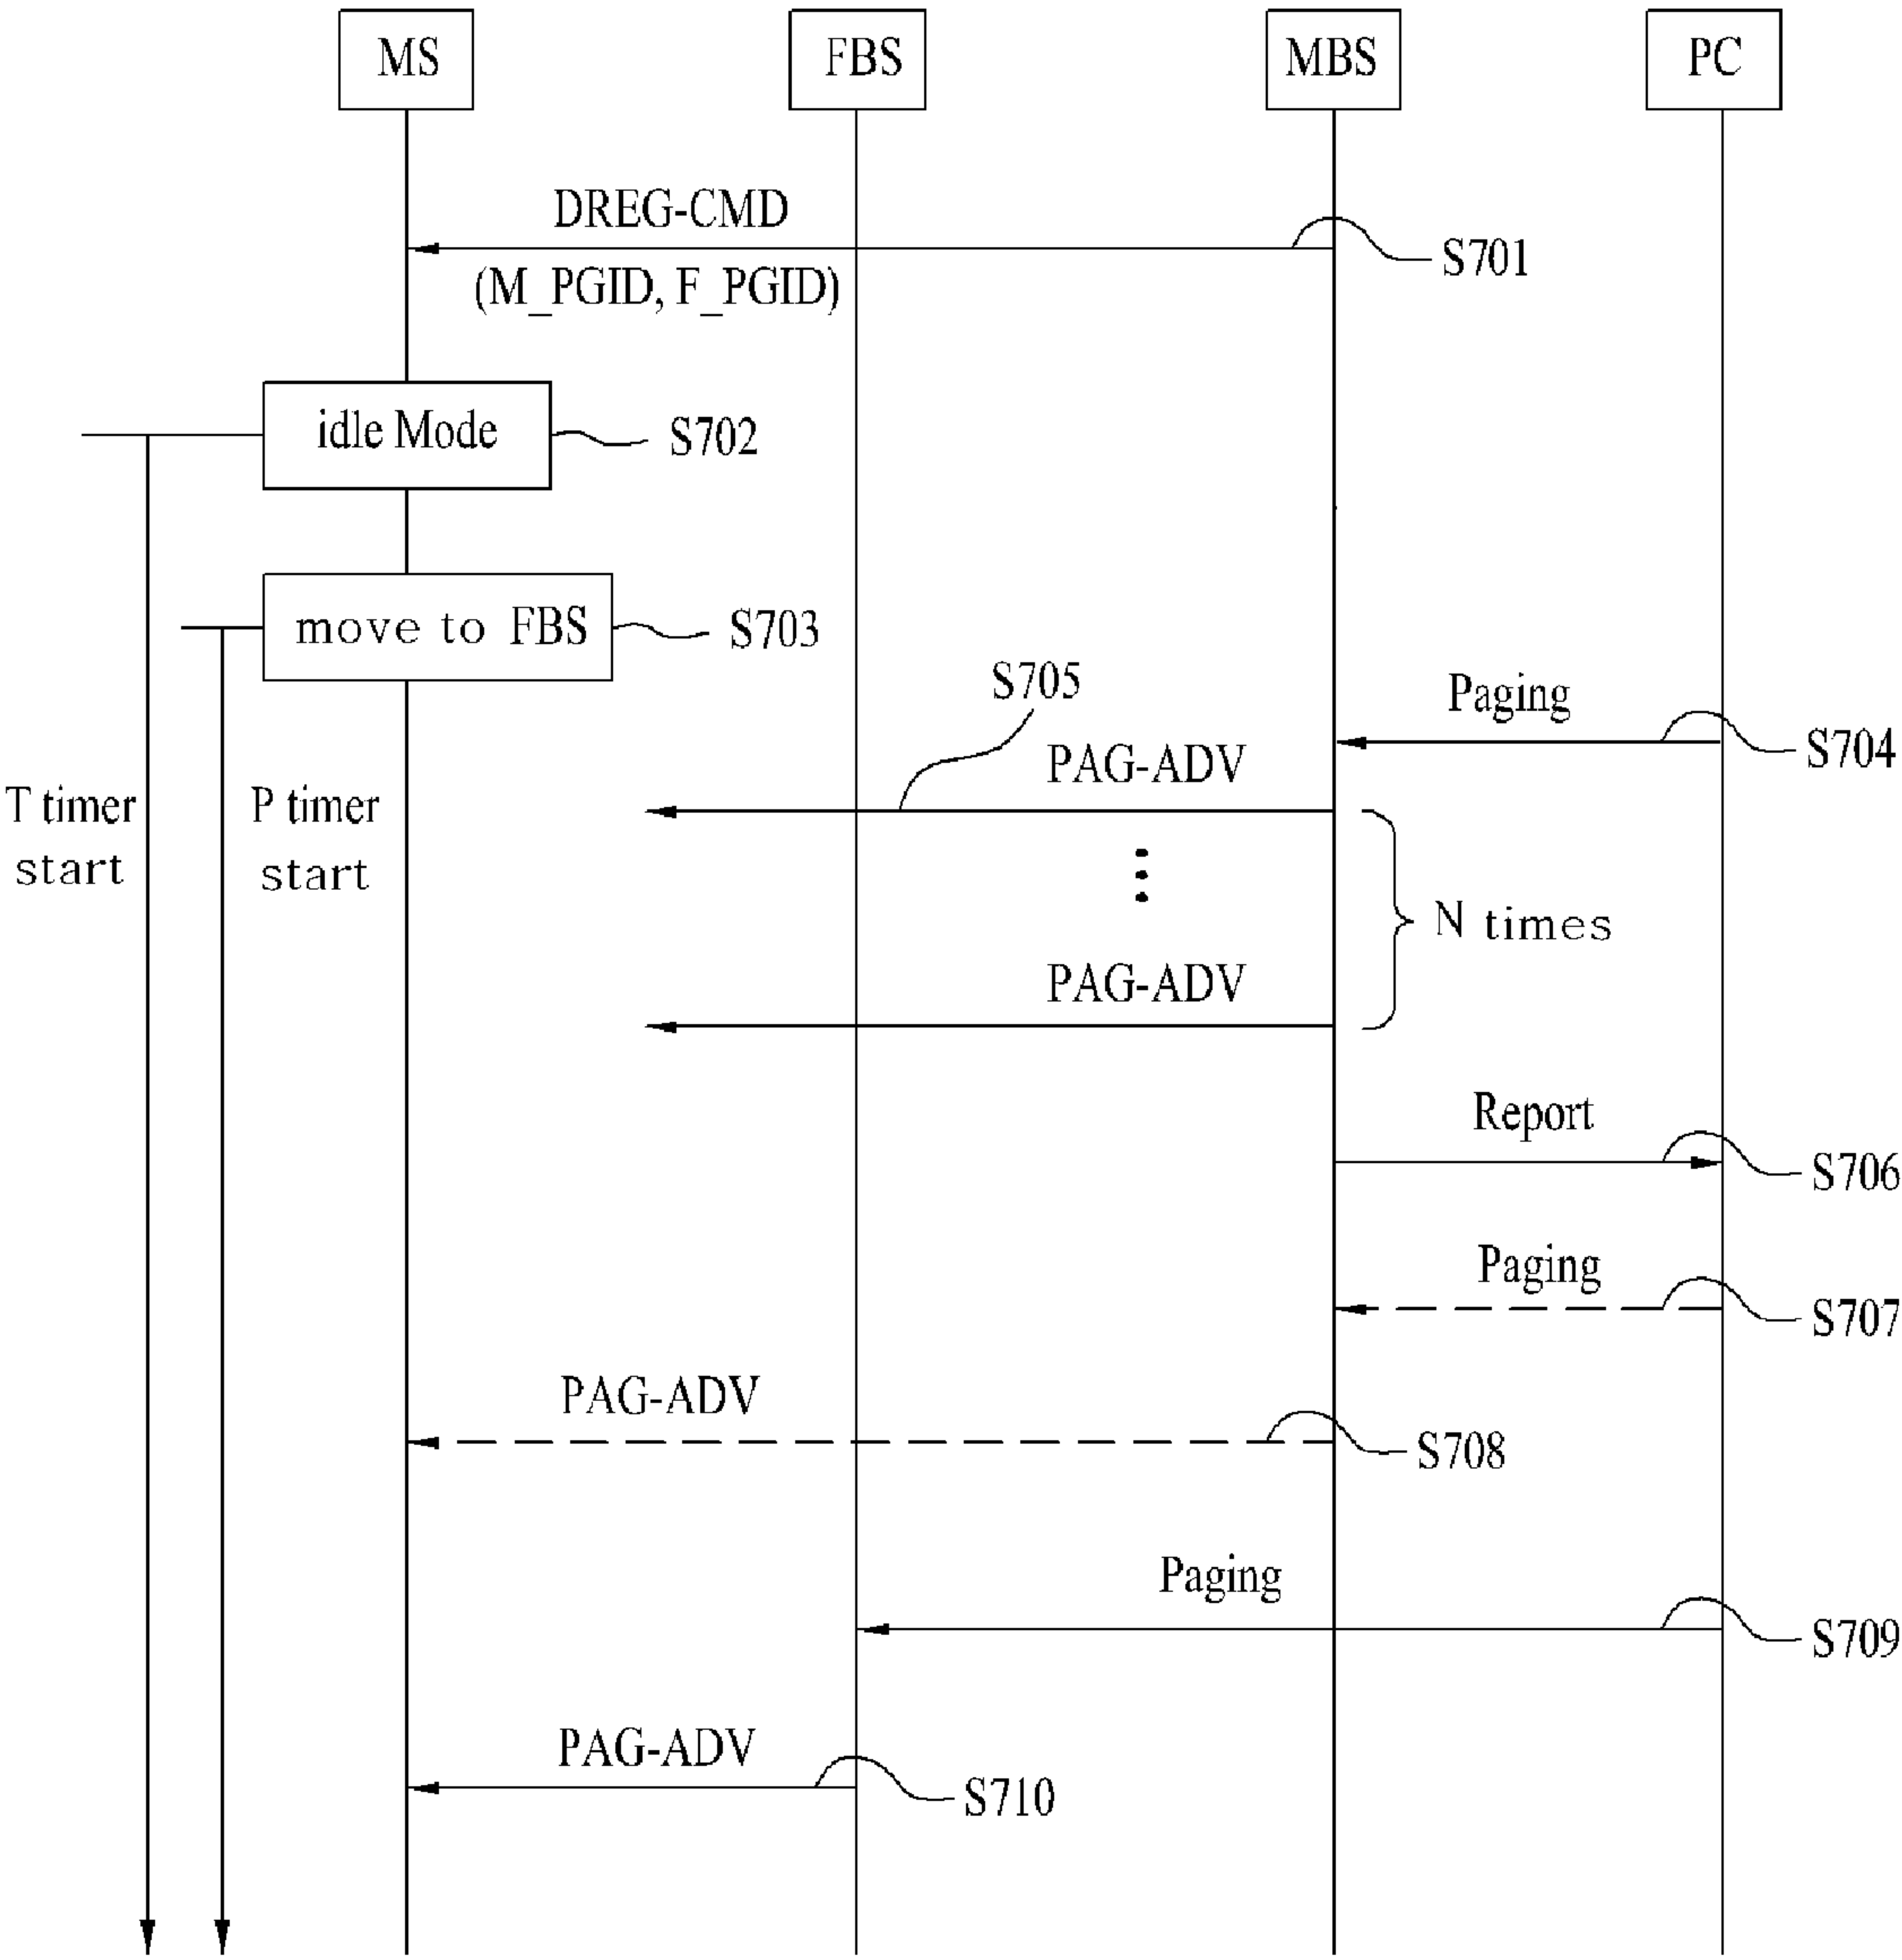 MS
FBS
MBS
PC
DREG-CMD
S701
(M_PGID, F_PGID)
idle Mode
S702
move to FBS
S703
S705
Paging
S704
PAG-ADV
T timer
start
P timer
start
N times
PAG-ADV
Report
S706
Paging
S707
PAG-ADV
S708
Paging
S709
PAG-ADV
S710